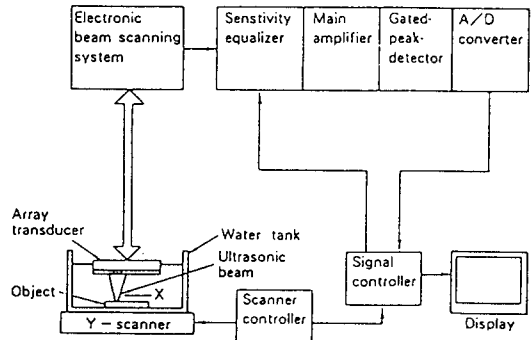 Electronic
beam scanning
system
Senstivity
equalizer
Main
amplifier
Gated-
peak-
detector
A/D
converter
Array
transducer
Water tank
Ultrasonic
beam
Object
X
Y - scanner
Scanner
controller
Signal
controller
Display